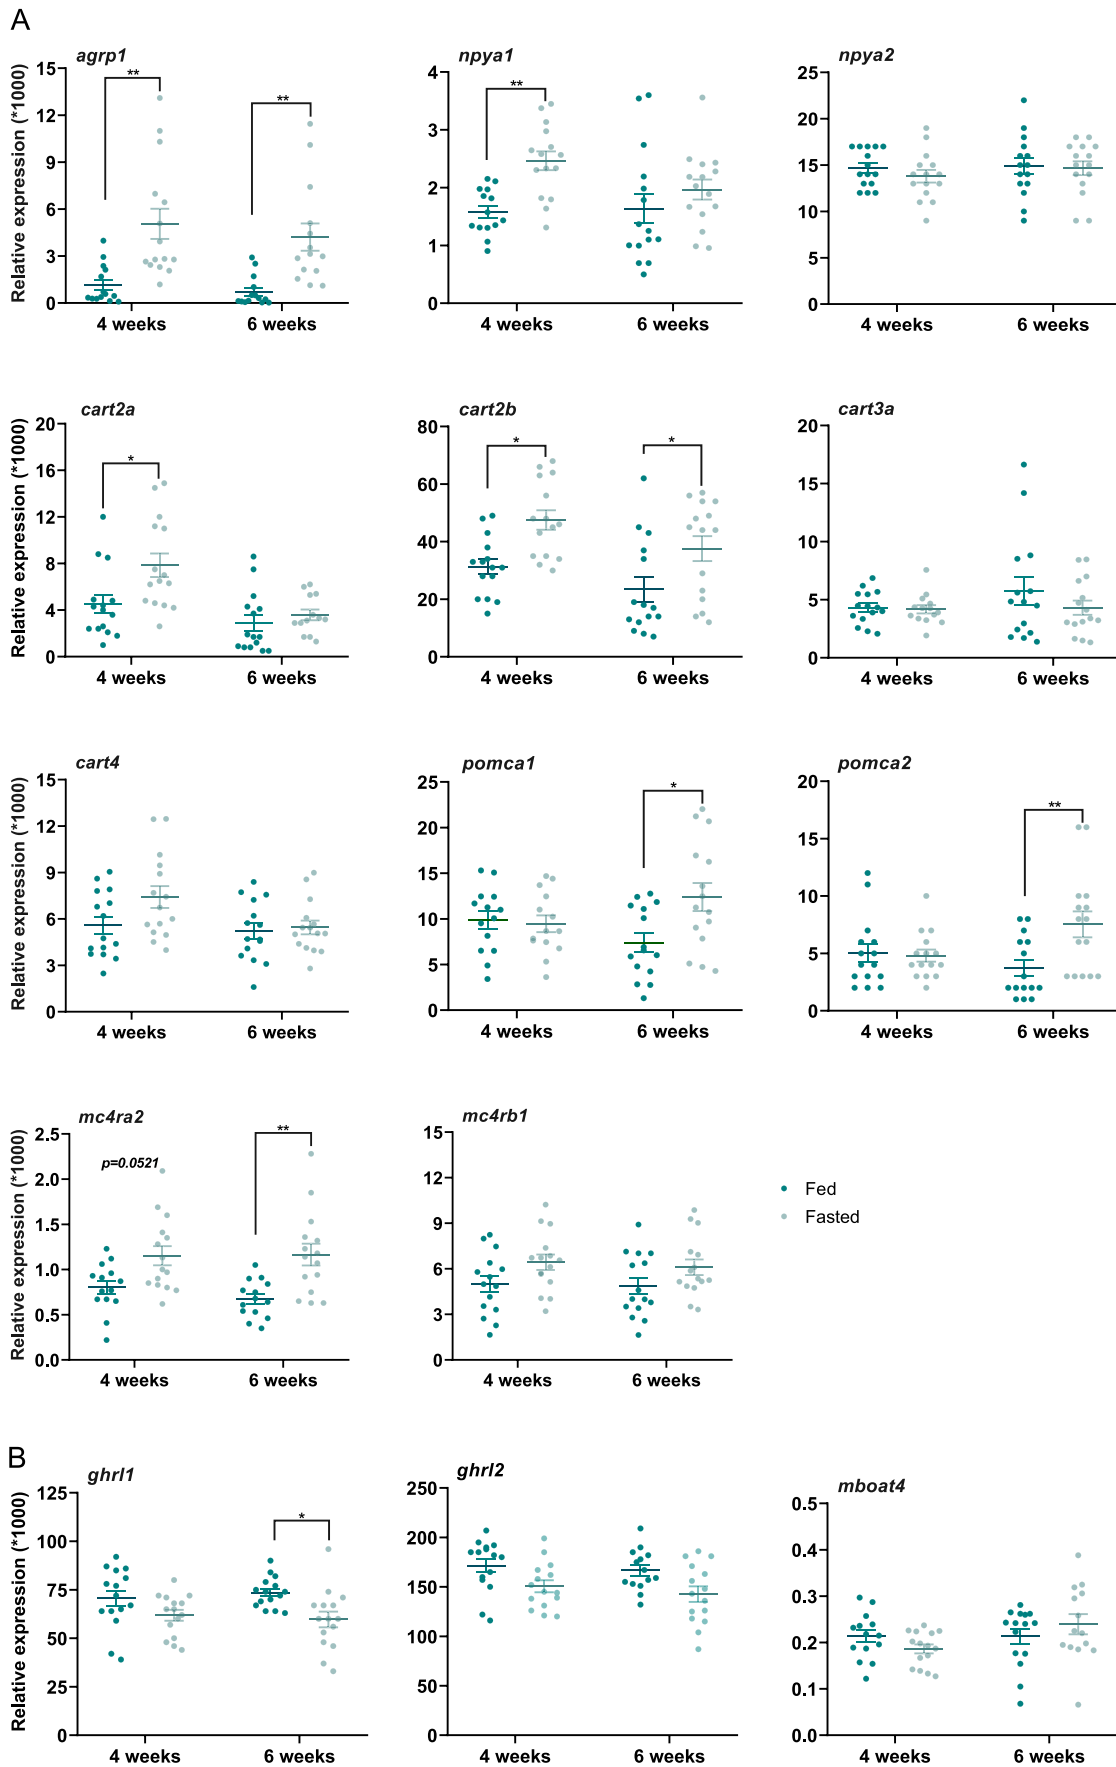 A
agrp1
npya1
npya2
Relative expression (*1000)
15
12
9
6
3
0
**
**
4 weeks
6 weeks
4
3
2
1
0
**
4 weeks
6 weeks
25
20
15
10
5
0
4 weeks
6 weeks
cart2a
cart2b
cart3a
Relative expression (*1000)
20
16
12
8
4
0
*
4 weeks
6 weeks
80
60
40
20
0
*
*
4 weeks
6 weeks
20
15
10
5
0
4 weeks
6 weeks
cart4
pomca1
pomca2
Relative expression (*1000)
15
12
9
6
3
0
4 weeks
6 weeks
25
20
15
10
5
0
*
4 weeks
6 weeks
20
15
10
5
0
**
4 weeks
6 weeks
mc4ra2
mc4rb1
Relative expression (*1000)
2.5
2.0
1.5
1.0
0.5
0.0
p=0.0521
**
4 weeks
6 weeks
15
12
9
6
3
0
4 weeks
6 weeks
Fed
Fasted
B
ghrl1
ghrl2
mboat4
Relative expression (*1000)
125
100
75
50
25
0
*
4 weeks
6 weeks
250
200
150
100
50
0
4 weeks
6 weeks
0.5
0.4
0.3
0.2
0.1
0.0
4 weeks
6 weeks